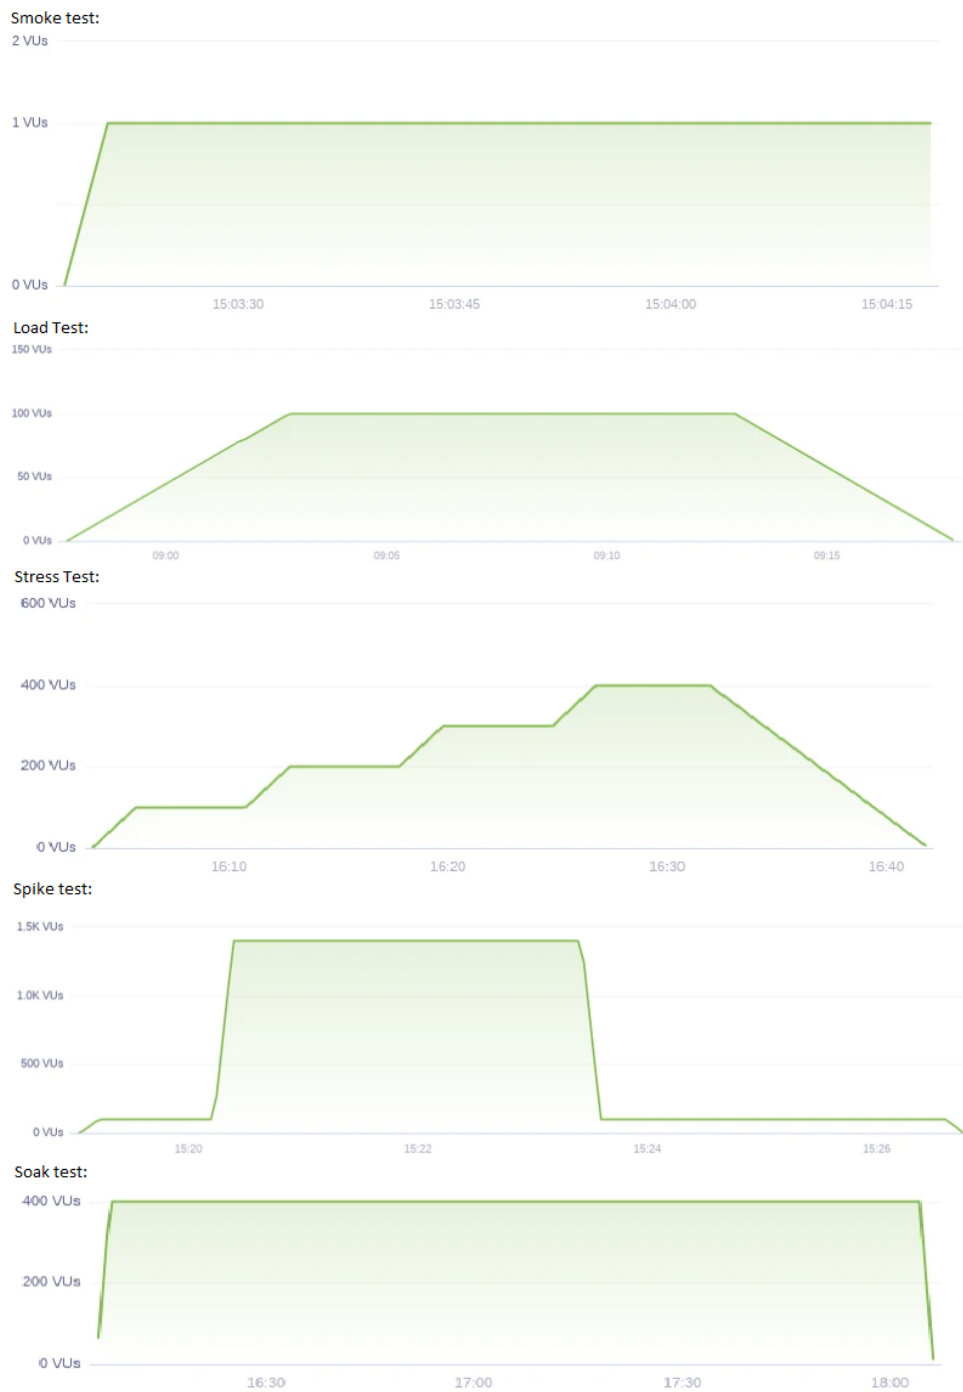 Smoke test:
2 VUs
1 VUs
0 VUs
15:03:30 15:03:45 15:04:00 15:04:15
Load Test:
150 VUs
100 VUs
50 VUs
0 VUs
09:00 09:05 09:10 09:15
Stress Test:
600 VUs
400 VUs
200 VUs
0 VUs
16:10 16:20 16:30 16:40
Spike test:
1.5K VUs
1.0K VUs
500 VUs
0 VUs
15:20 15:22 15:24 15:26
Soak test:
400 VUs
200 VUs
0 VUs
16:30 17:00 17:30 18:00